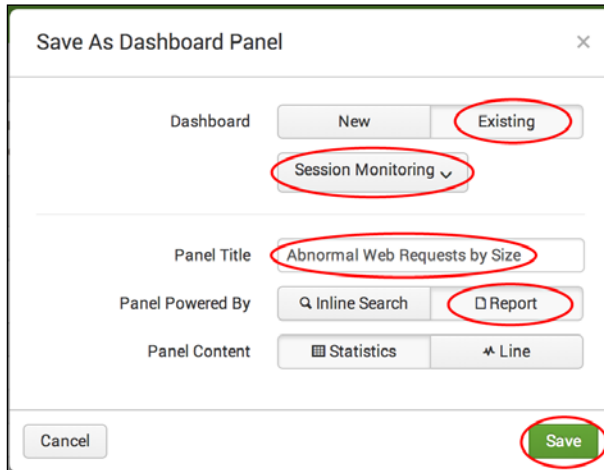 Save As Dashboard Panel ×
Dashboard New Existing
Session Monitoring
Panel Title Abnormal Web Requests by Size
Panel Powered By Inline Search Report
Panel Content Statistics Line
Cancel Save